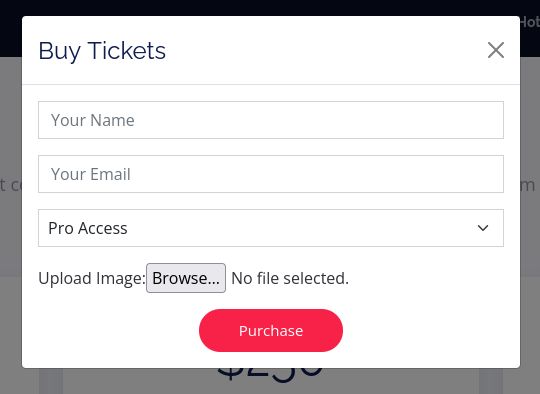 Hot
Buy Tickets
Your Name
Your Email
Pro Access
Upload Image: Browse... No file selected.
Purchase
$250